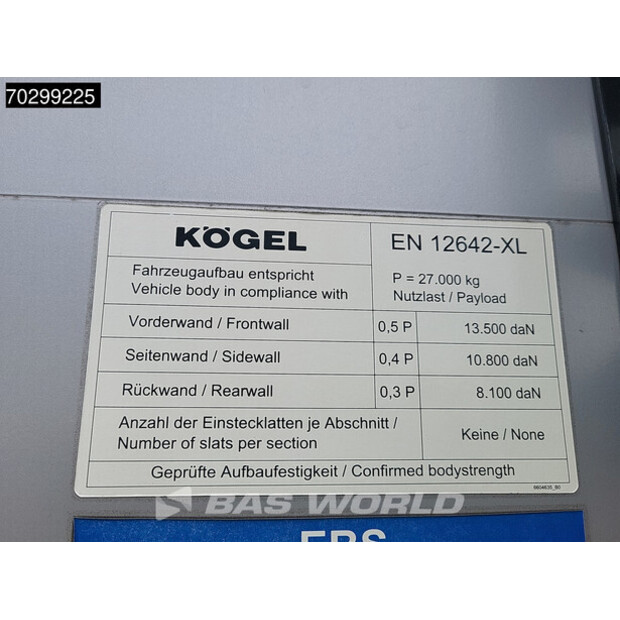 70299225
KÖGEL
EN 12642-XL
Fahrzeugaufbau entspricht
Vehicle body in compliance with
P = 27.000 kg
Nutzlast / Payload
Vorderwand / Frontwall 0,5 P 13.500 daN
Seitenwand / Sidewall 0,4 P 10.800 daN
Rückwand / Rearwall 0,3 P 8.100 daN
Anzahl der Einstecklatten je Abschnitt /
Number of slats per section
Keine / None
Geprüfte Aufbaufestigkeit / Confirmed bodystrength
BAS WORLD
EBS